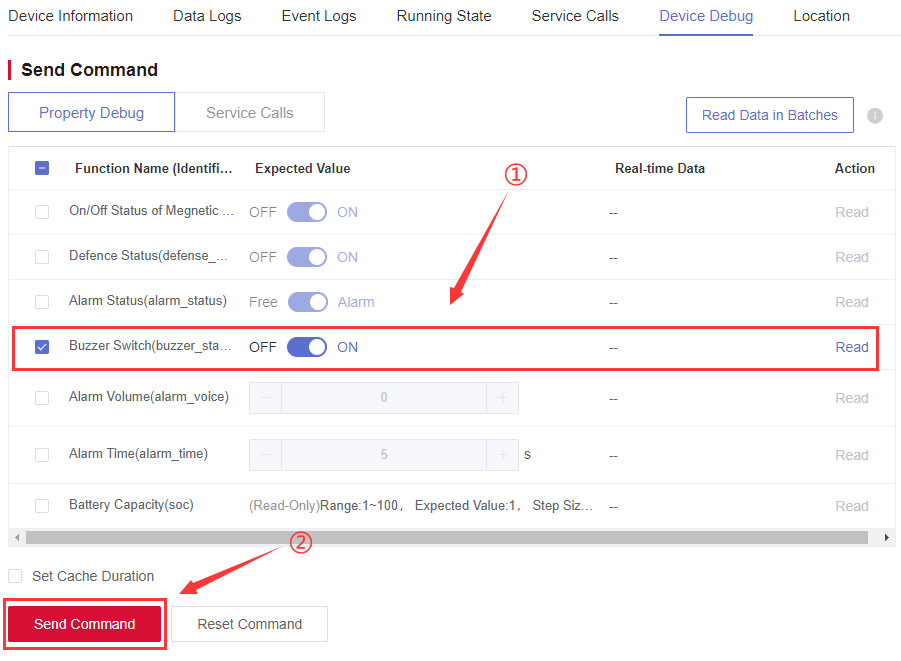 Device Information Data Logs Event Logs Running State Service Calls Device Debug Location
Send Command
Property Debug Service Calls Read Data in Batches i
Function Name (Identifi... Expected Value Real-time Data Action
①
On/Off Status of Megnetic ... OFF ON -- Read
Defence Status(defense_... OFF ON -- Read
Alarm Status(alarm_status) Free Alarm -- Read
Buzzer Switch(buzzer_sta... OFF ON -- Read
Alarm Volume(alarm_voice) — 0 + -- Read
Alarm Time(alarm_time) — 5 + s -- Read
Battery Capacity(soc) (Read-Only)Range:1~100， Expected Value:1， Step Siz... -- Read
②
Set Cache Duration
Send Command Reset Command